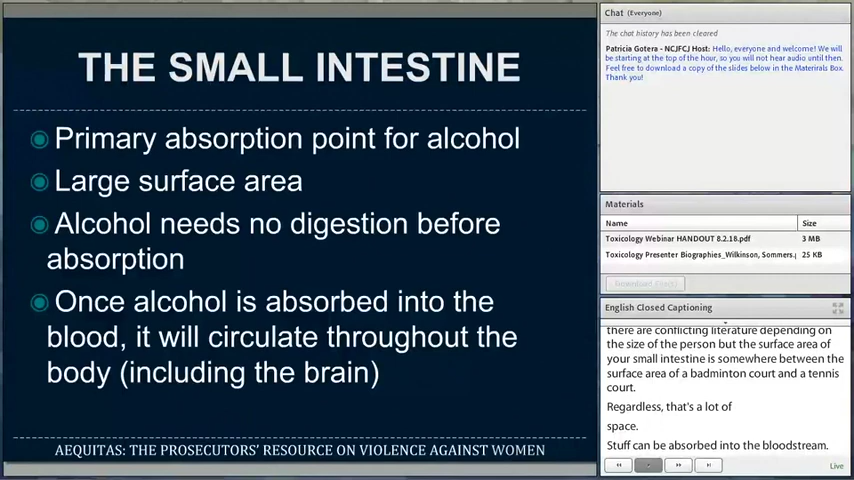 THE SMALL INTESTINE
Primary absorption point for alcohol
Large surface area
Alcohol needs no digestion before
absorption
Once alcohol is absorbed into the
blood, it will circulate throughout the
body (including the brain)
AEQUITAS: THE PROSECUTORS' RESOURCE ON VIOLENCE AGAINST WOMEN
Chat (Everyone)
The chat history has been cleared
Patricia Gotera - NCJFCJ Host: Hello, everyone and welcome! We will
be starting at the top of the hour, so you will not hear audio until then.
Feel free to download a copy of the slides below in the Materirals Box.
Thank you!
Materials
Name Size
Toxicology Webinar HANDOUT 8.2.18.pdf 3 MB
Toxicology Presenter Biographies_Wilkinson, Sommers.p 25 KB
Download File(s)
English Closed Captioning
there are conflicting literature depending on
the size of the person but the surface area of
your small intestine is somewhere between the
surface area of a badminton court and a tennis
court.
Regardless, that's a lot of
space.
Stuff can be absorbed into the bloodstream.
Live